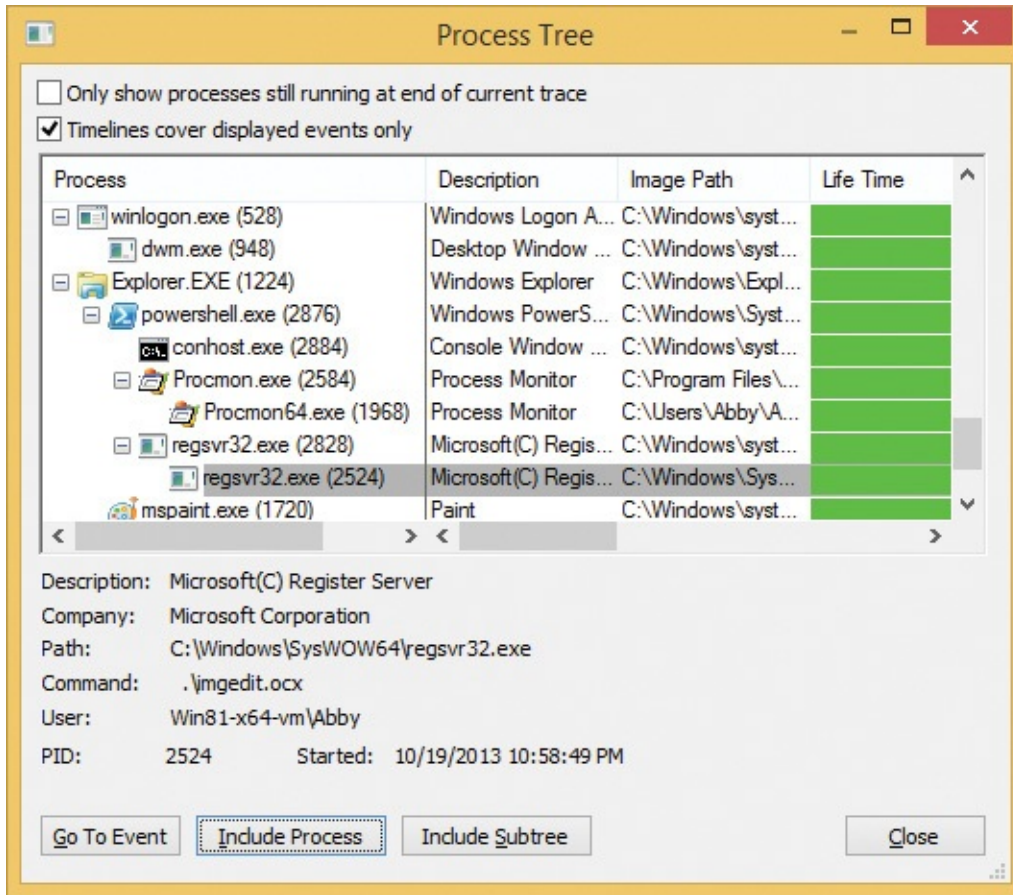 Process Tree
Only show processes still running at end of current trace
Timelines cover displayed events only
Process Description Image Path Life Time
winlogon.exe (528) Windows Logon A... C:\Windows\syst...
dwm.exe (948) Desktop Window ... C:\Windows\syst...
Explorer.EXE (1224) Windows Explorer C:\Windows\Expl...
powershell.exe (2876) Windows PowerS... C:\Windows\Syst...
C:\_ conhost.exe (2884) Console Window ... C:\Windows\syst...
Procmon.exe (2584) Process Monitor C:\Program Files\...
Procmon64.exe (1968) Process Monitor C:\Users\Abby\A...
regsvr32.exe (2828) Microsoft(C) Regis... C:\Windows\syst...
regsvr32.exe (2524) Microsoft(C) Regis... C:\Windows\Sys...
mspaint.exe (1720) Paint C:\Windows\syst...
Description: Microsoft(C) Register Server
Company: Microsoft Corporation
Path: C:\Windows\SysWOW64\regsvr32.exe
Command: .\imgedit.ocx
User: Win81-x64-vm\Abby
PID: 2524 Started: 10/19/2013 10:58:49 PM
Go To Event Include Process Include Subtree Close